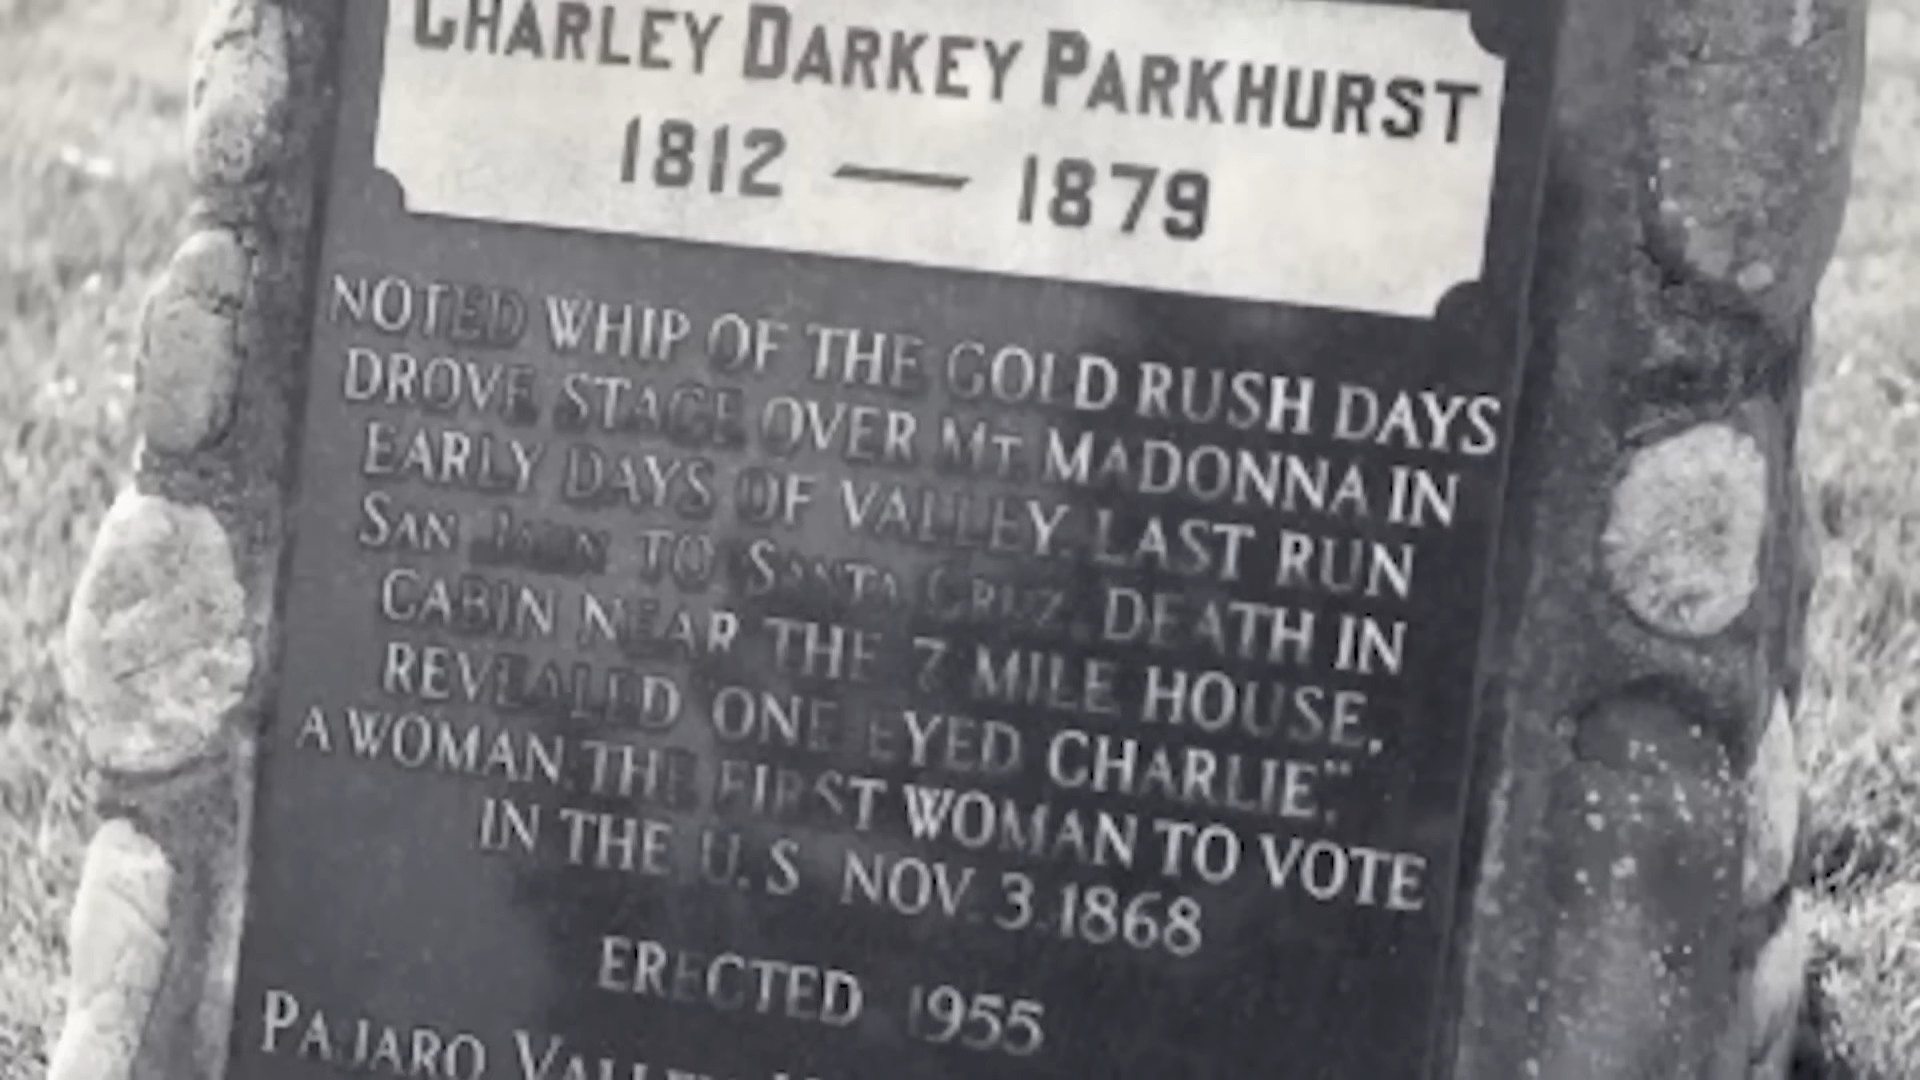 CHARLEY DARKEY PARKHURST
1812 — 1879
NOTED WHIP OF THE GOLD RUSH DAYS
DROVE STAGE OVER MT. MADONNA IN
EARLY DAYS OF VALLEY. LAST RUN
SAN JUAN TO SANTA CRUZ. DEATH IN
CABIN NEAR THE 7 MILE HOUSE,
REVEALED 'ONE EYED CHARLIE",
A WOMAN, THE FIRST WOMAN TO VOTE
IN THE U.S. NOV. 3, 1868
ERECTED 1955
PAJARO VALLEY